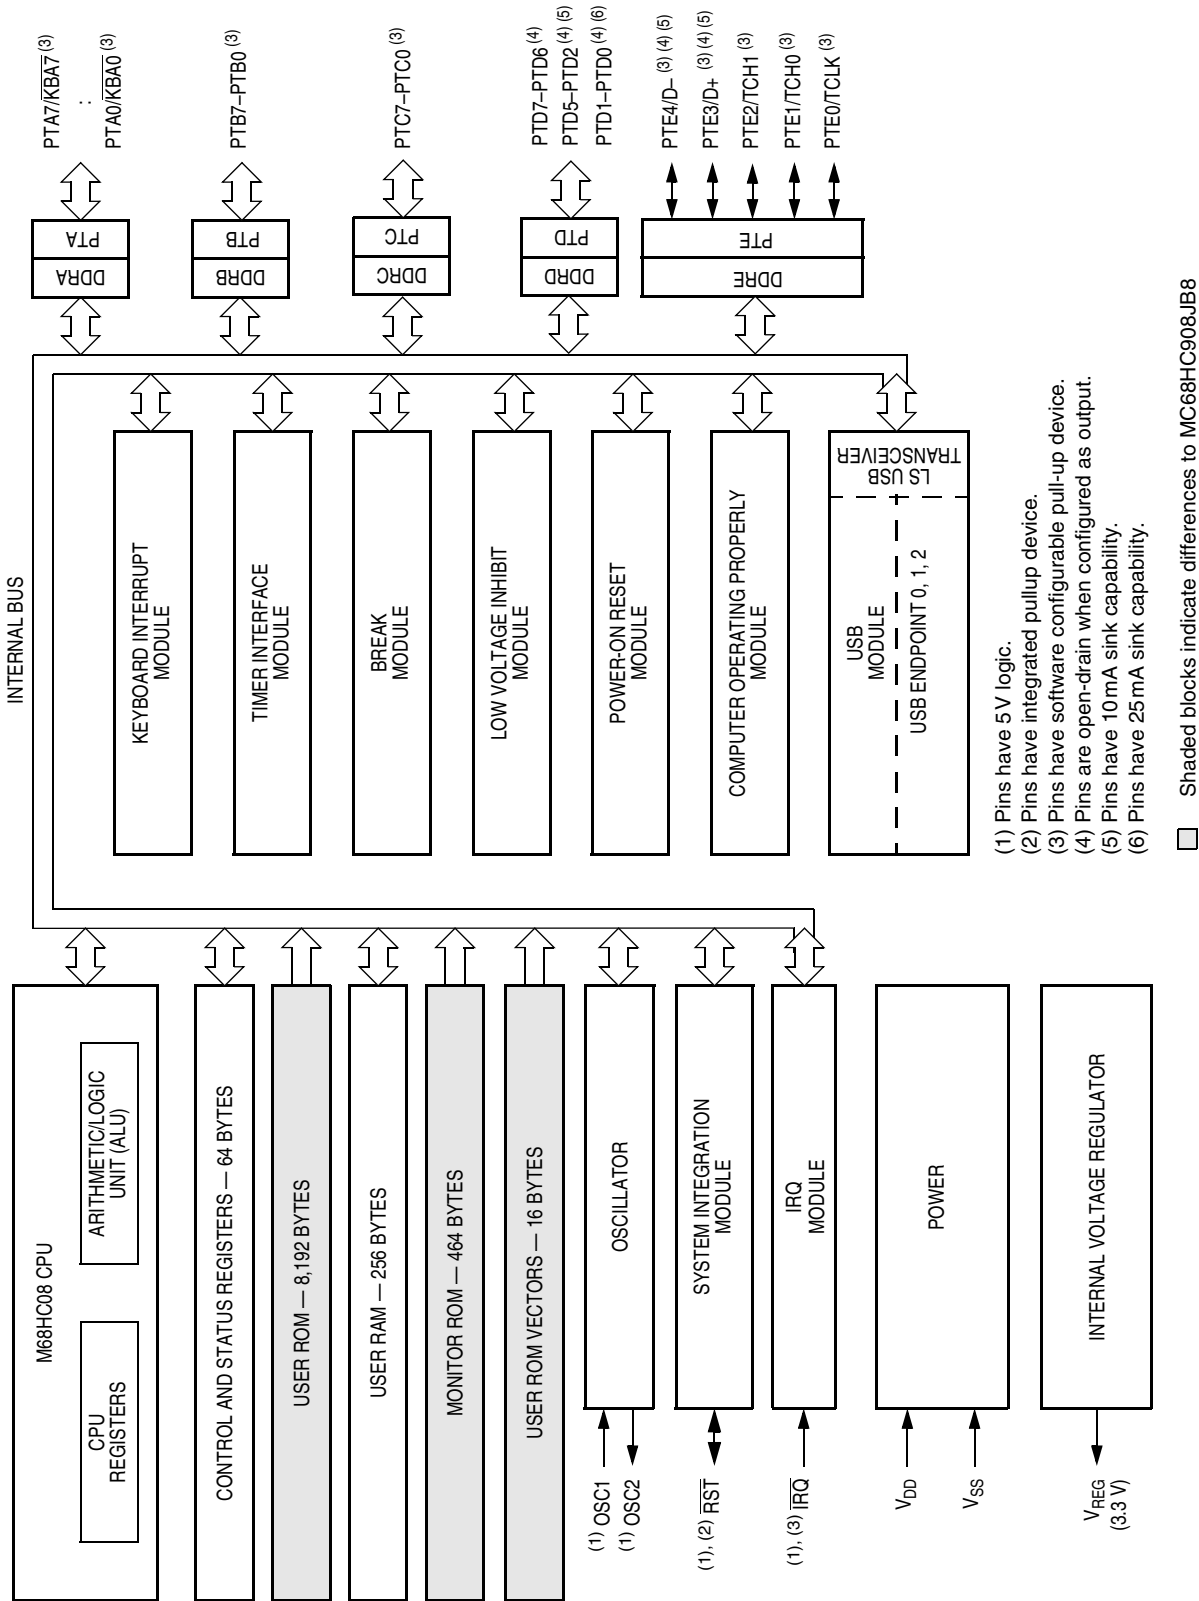 INTERNAL BUS
M68HC08 CPU
CPU
REGISTERS
ARITHMETIC/LOGIC
UNIT (ALU)
CONTROL AND STATUS REGISTERS — 64 BYTES
USER ROM — 8,192 BYTES
USER RAM — 256 BYTES
MONITOR ROM — 464 BYTES
USER ROM VECTORS — 16 BYTES
(1) OSC1
(1) OSC2
OSCILLATOR
(1), (2) RST
SYSTEM INTEGRATION
MODULE
(1), (3) IRQ
IRQ
MODULE
VDD
VSS
POWER
VREG
(3.3 V)
INTERNAL VOLTAGE REGULATOR
KEYBOARD INTERRUPT
MODULE
TIMER INTERFACE
MODULE
BREAK
MODULE
LOW VOLTAGE INHIBIT
MODULE
POWER-ON RESET
MODULE
COMPUTER OPERATING PROPERLY
MODULE
USB
MODULE
USB ENDPOINT 0, 1, 2
LS USB
TRANSCEIVER
DDRA
PTA
PTA7/KBA7 (3)
:
PTA0/KBA0 (3)
DDRB
PTB
PTB7–PTB0 (3)
DDRC
PTC
PTC7–PTC0 (3)
DDRD
PTD
PTD7–PTD6 (4)
PTD5–PTD2 (4) (5)
PTD1–PTD0 (4) (6)
DDRE
PTE
PTE4/D– (3) (4) (5)
PTE3/D+ (3) (4) (5)
PTE2/TCH1 (3)
PTE1/TCH0 (3)
PTE0/TCLK (3)
(1) Pins have 5 V logic.
(2) Pins have integrated pullup device.
(3) Pins have software configurable pull-up device.
(4) Pins are open-drain when configured as output.
(5) Pins have 10mA sink capability.
(6) Pins have 25mA sink capability.
Shaded blocks indicate differences to MC68HC908JB8